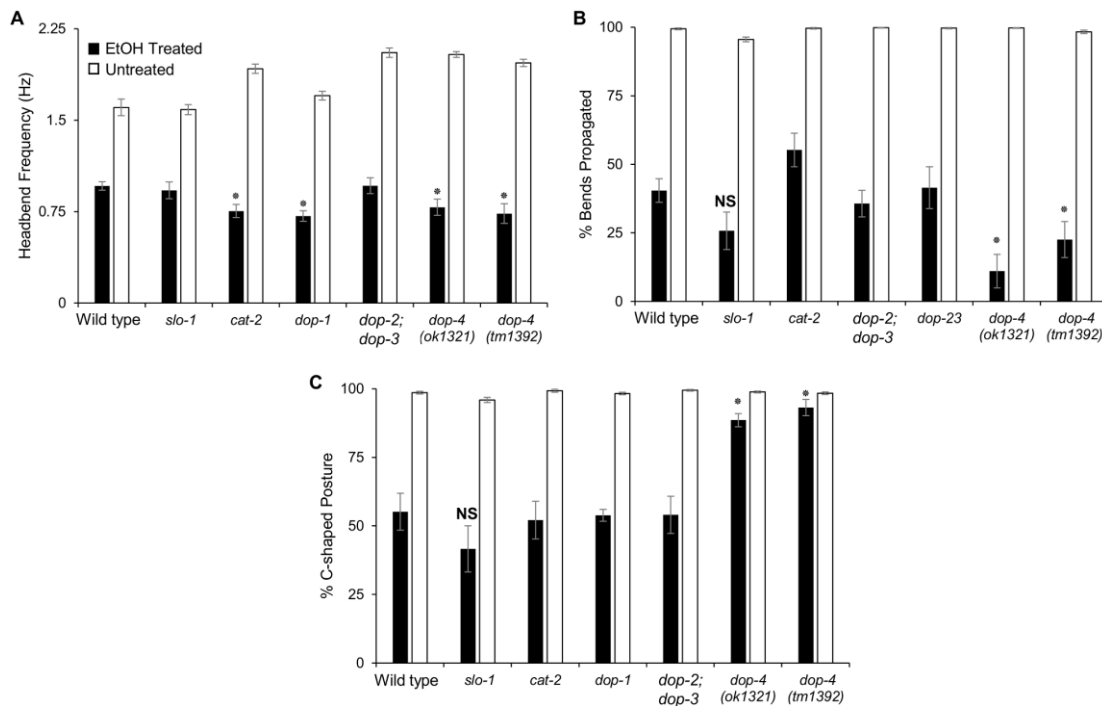 A
EtOH Treated
Untreated
Headbend Frequency (Hz)
2.25
1.5
0.75
0
* * * *
Wild type slo-1 cat-2 dop-1 dop-2; dop-4 dop-4
dop-3 (ok1321) (tm1392)
B
% Bends Propagated
100
75
50
25
0
NS * *
Wild type slo-1 cat-2 dop-2; dop-23 dop-4 dop-4
dop-3 (ok1321) (tm1392)
C
% C-shaped Posture
100
75
50
25
0
NS * *
Wild type slo-1 cat-2 dop-1 dop-2; dop-4 dop-4
dop-3 (ok1321) (tm1392)